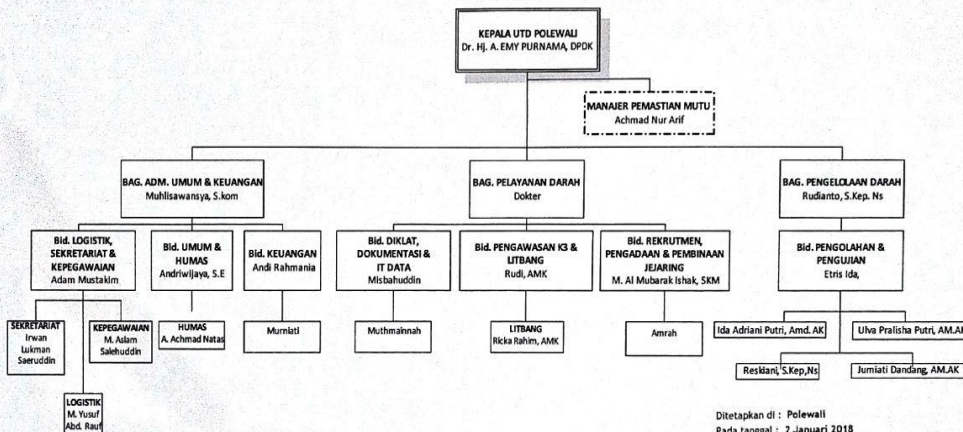 KEPALA UTD POLEWALI
Dr. Hj. A. EMY PURNAMA, DPDK
MANAJER PEMASTIAN MUTU
Achmad Nur Arif
BAG. ADM. UMUM & KEUANGAN
Muhlisawansya, S.kom
BAG. PELAYANAN DARAH
Dokter
BAG. PENGELOLAAN DARAH
Rudianto, S.Kep. Ns
Bid. LOGISTIK,
SEKRETARIAT &
KEPEGAWAIAN
Adam Mustakim
Bid. UMUM &
HUMAS
Andriwijaya, S.E
Bid. KEUANGAN
Andi Rahmania
Bid. DIKLAT,
DOKUMENTASI &
IT DATA
Misbahuddin
Bid. PENGAWASAN K3 &
LITBANG
Rudi, AMK
Bid. REKRUTMEN,
PENGADAAN & PEMBINAAN
JEJARING
M. Al Mubarak Ishak, SKM
Bid. PENGOLAHAN &
PENGUJIAN
Etris Ida,
SEKRETARIAT
Irwan
Lukman
Saeruddin
KEPEGAWAIAN
M. Aslam
Salehuddin
HUMAS
A. Achmad Natas
Murniati
Muthmainnah
LITBANG
Ricka Rahim, AMK
Amrah
Ida Adriani Putri, Amd. AK
Ulva Pralisha Putri, AM.AK
Reskiani, S.Kep,Ns
Jumiati Dandang, AM.AK
LOGISTIK
M. Yusuf
Abd. Rauf
Ditetapkan di : Polewali
Pada tanggal : 2 Januari 2018